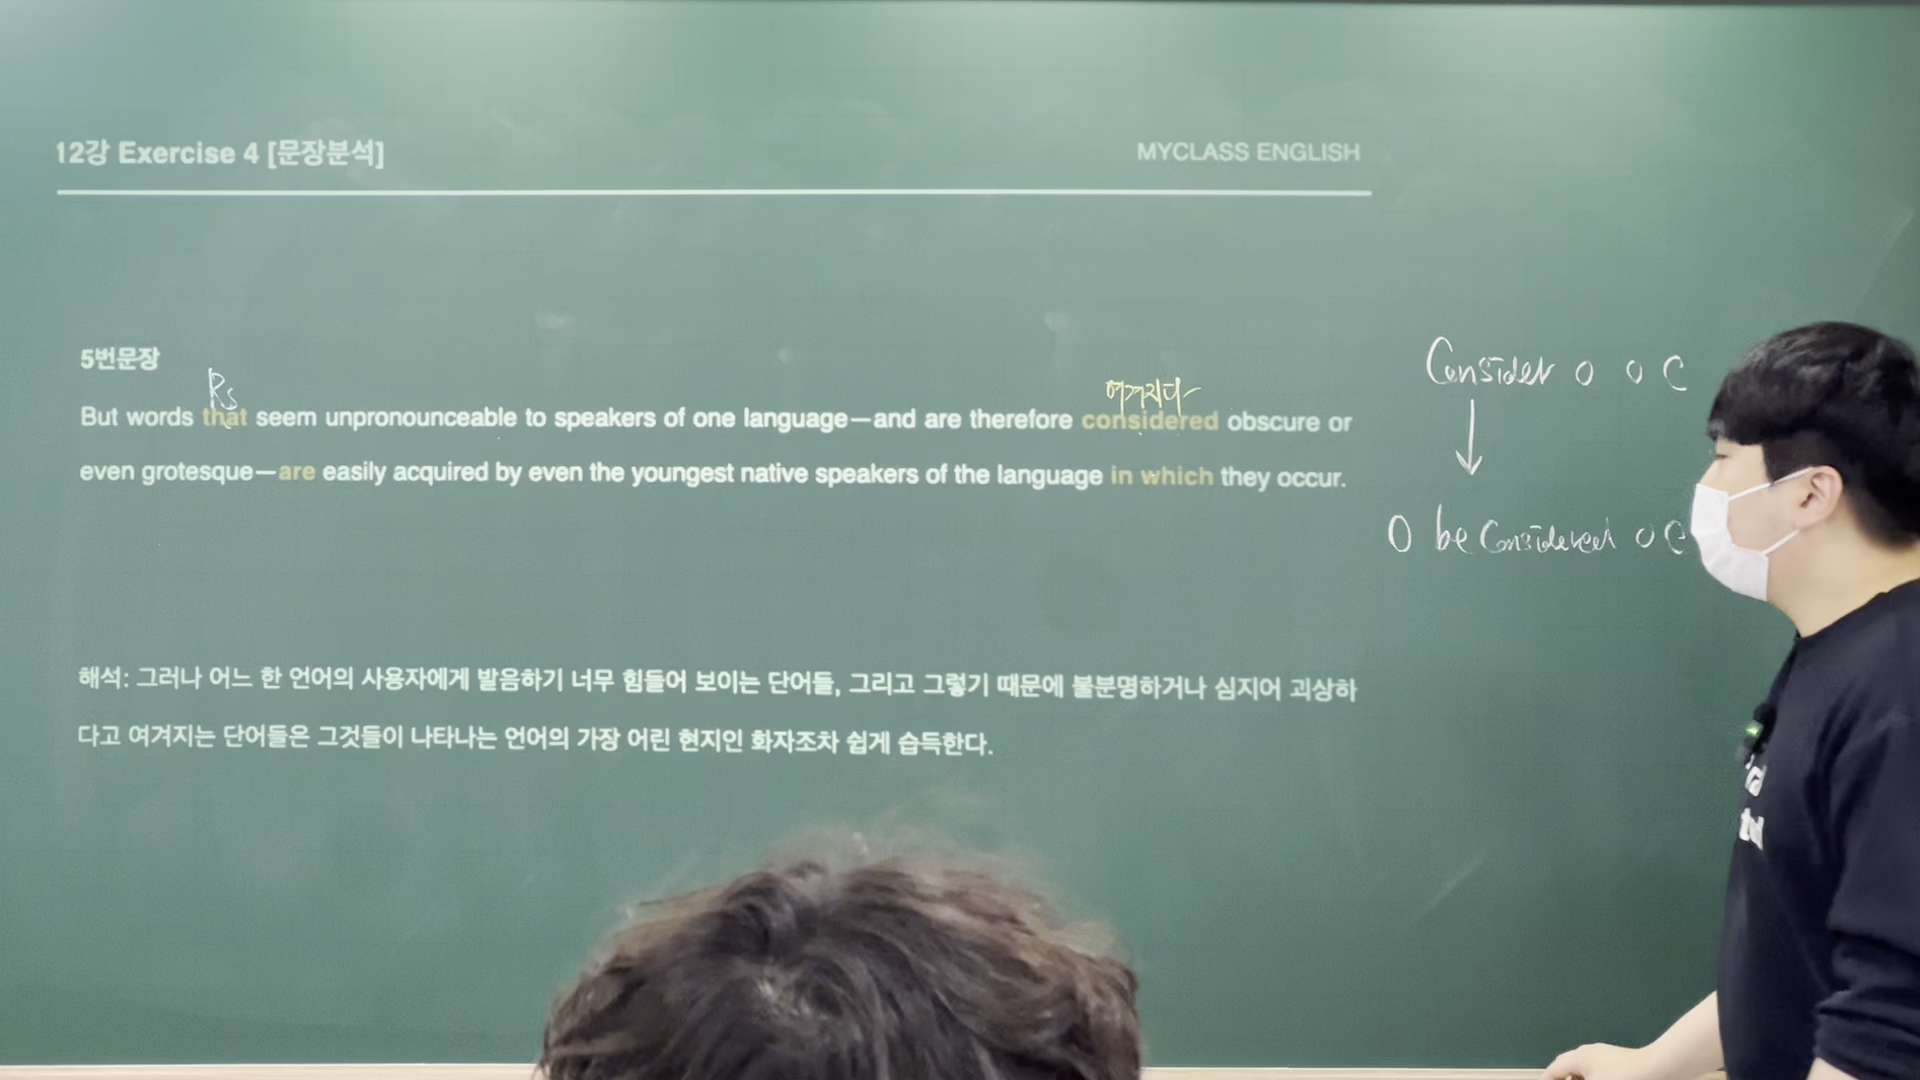 12강 Exercise 4 [문장분석]
MYCLASS ENGLISH
5번문장
Rs
여겨지다
But words that seem unpronounceable to speakers of one language—and are therefore considered obscure or
even grotesque—are easily acquired by even the youngest native speakers of the language in which they occur.
Consider O O C
O be Considered O C
해석: 그러나 어느 한 언어의 사용자에게 발음하기 너무 힘들어 보이는 단어들, 그리고 그렇기 때문에 불분명하거나 심지어 괴상하
다고 여겨지는 단어들은 그것들이 나타나는 언어의 가장 어린 현지인 화자조차 쉽게 습득한다.